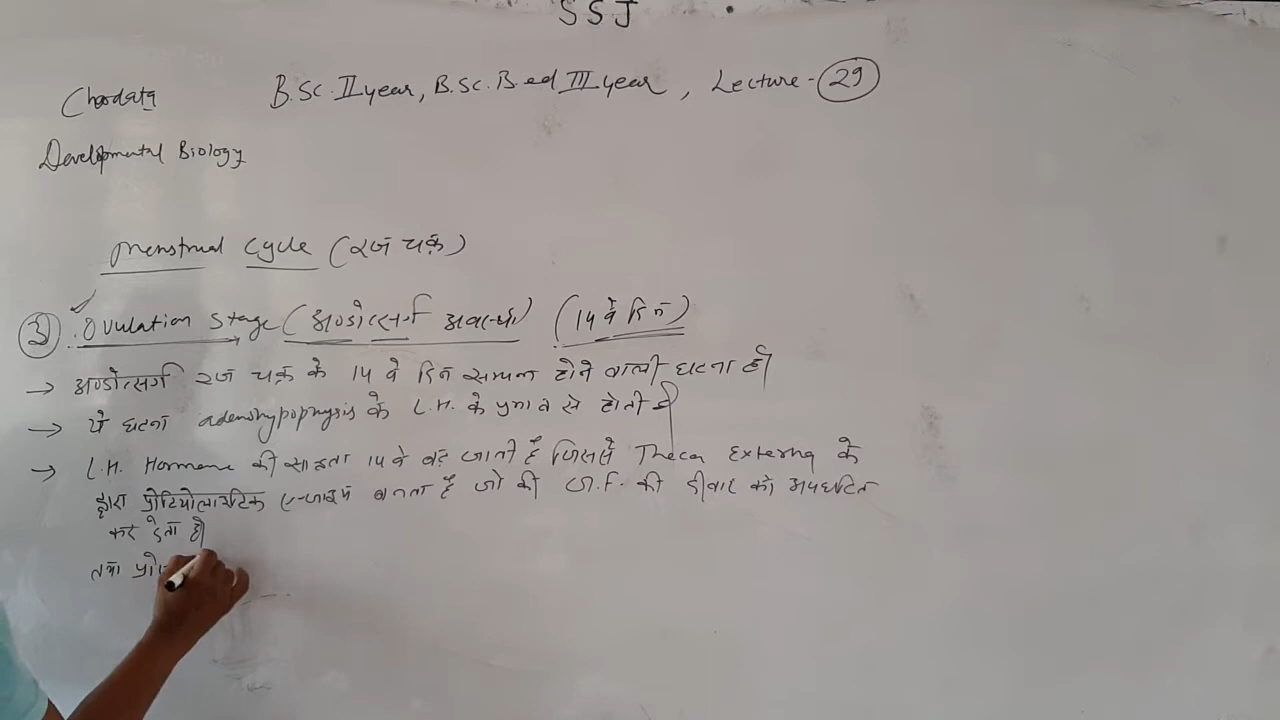 SSJ
Chordata B.Sc. II year, B.Sc. B.ed III year, Lecture - 29
Developmental Biology
Menstrual Cycle (रज चक्र)
3 Ovulation Stage (अण्डोत्सर्ग अवस्था) (14 वे दिन)
→ अण्डोत्सर्ग रज चक्र के 14 वे दिन सम्पन्न होने वाली घटना है।
→ ये घटना adenohypophysis के L.H. के प्रभाव से होती है।
→ L.H. Hormone की सान्द्रता 14 वे बढ़ जाती है जिससे Theca Externa के
द्वारा प्रोटियोलायटिक एन्जाइम बनता है जो की G.F. की दीवार को अपघटित
कर देता है।
तथा